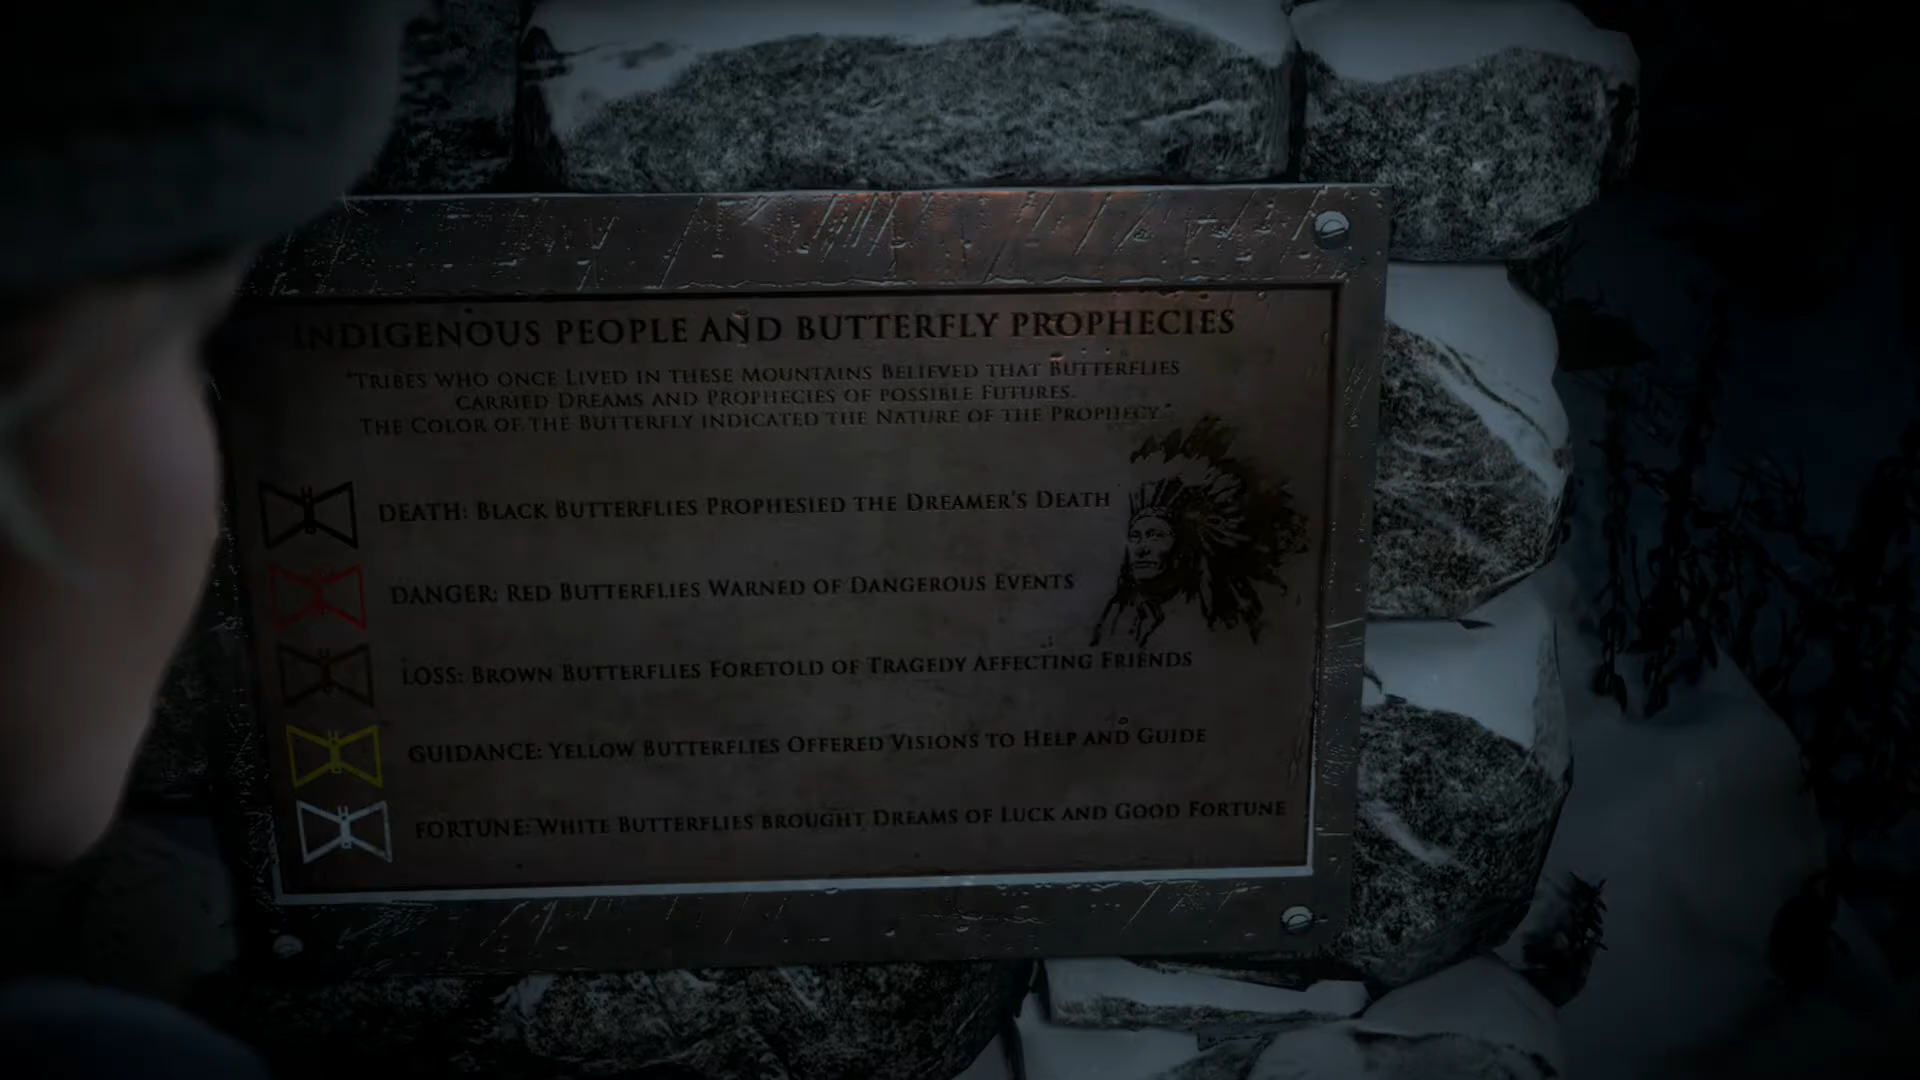 INDIGENOUS PEOPLE AND BUTTERFLY PROPHECIES
"TRIBES WHO ONCE LIVED IN THESE MOUNTAINS BELIEVED THAT BUTTERFLIES
CARRIED DREAMS AND PROPHECIES OF POSSIBLE FUTURES.
THE COLOR OF THE BUTTERFLY INDICATED THE NATURE OF THE PROPHECY."
DEATH: BLACK BUTTERFLIES PROPHESIED THE DREAMER'S DEATH
DANGER: RED BUTTERFLIES WARNED OF DANGEROUS EVENTS
LOSS: BROWN BUTTERFLIES FORETOLD OF TRAGEDY AFFECTING FRIENDS
GUIDANCE: YELLOW BUTTERFLIES OFFERED VISIONS TO HELP AND GUIDE
FORTUNE: WHITE BUTTERFLIES BROUGHT DREAMS OF LUCK AND GOOD FORTUNE